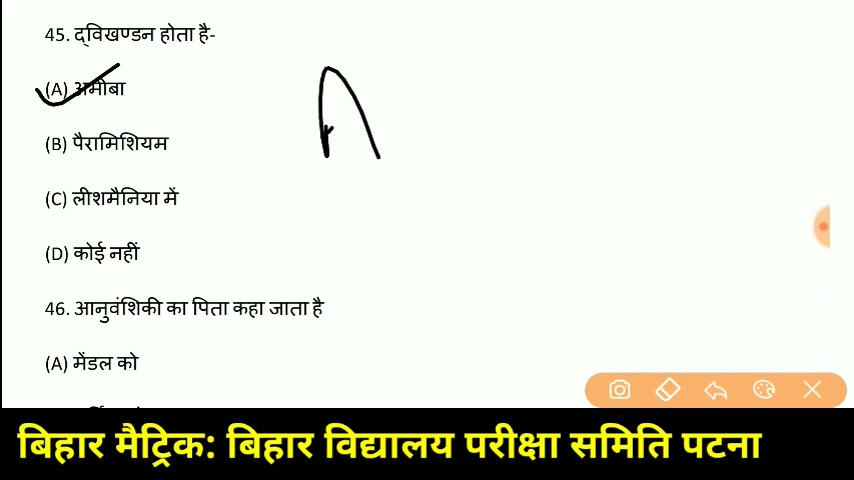 45. द्विखण्डन होता है-
(A) अमीबा
(B) पैरामिशियम
(C) लीशमैनिया में
(D) कोई नहीं
46. आनुवंशिकी का पिता कहा जाता है
(A) मेंडल को
बिहार मैट्रिक: बिहार विद्यालय परीक्षा समिति पटना